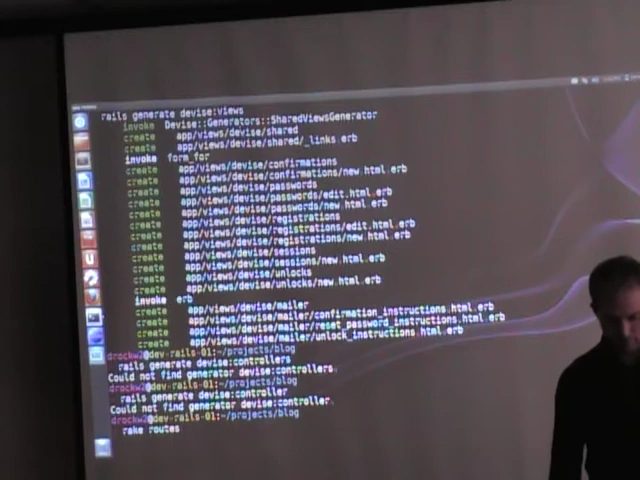 rails generate devise:views
invoke Devise::Generators::SharedViewsGenerator
create app/views/devise/shared
create app/views/devise/shared/_links.erb
invoke form_for
create app/views/devise/confirmations
create app/views/devise/confirmations/new.html.erb
create app/views/devise/passwords
create app/views/devise/passwords/edit.html.erb
create app/views/devise/passwords/new.html.erb
create app/views/devise/registrations
create app/views/devise/registrations/edit.html.erb
create app/views/devise/registrations/new.html.erb
create app/views/devise/sessions
create app/views/devise/sessions/new.html.erb
create app/views/devise/unlocks
create app/views/devise/unlocks/new.html.erb
invoke erb
create app/views/devise/mailer
create app/views/devise/mailer/confirmation_instructions.html.erb
create app/views/devise/mailer/reset_password_instructions.html.erb
create app/views/devise/mailer/unlock_instructions.html.erb
drockw2@dev-rails-01:~/projects/blog
rails generate devise:controllers
Could not find generator devise:controllers.
drockw2@dev-rails-01:~/projects/blog
rails generate devise:controller
Could not find generator devise:controller.
drockw2@dev-rails-01:~/projects/blog
rake routes